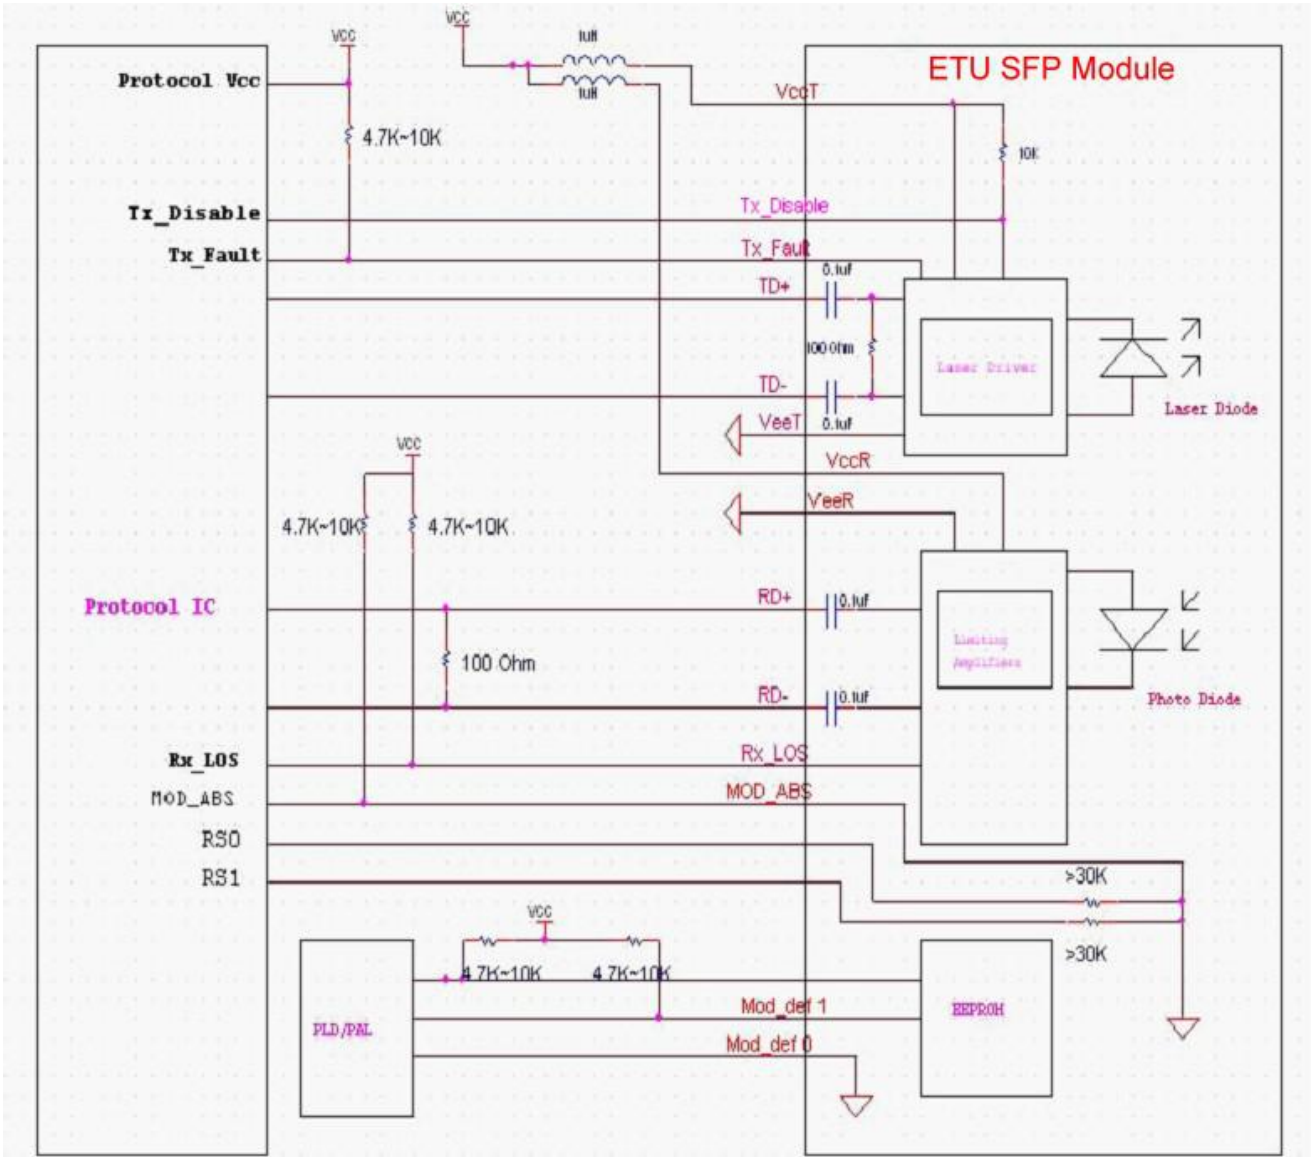 VCC
VCC
1uH
1uH
ETU SFP Module
Protocol Vcc
VccT
4.7K~10K
10K
Tx_Disable
Tx_Disable
Tx_Fault
Tx_Fault
0.1uf
TD+
100Ohm
Laser Driver
TD-
0.1uf
Laser Diode
VeeT
VCC
VccR
VeeR
4.7K~10K
4.7K~10K
Protocol IC
RD+
0.1uf
Limiting
Amplifiers
100 Ohm
RD-
0.1uf
Photo Diode
Rx_LOS
Rx_LOS
MOD_ABS
MOD_ABS
RS0
RS1
>30K
VCC
4.7K~10K
4.7K~10K
>30K
PLD/PAL
Mod_def 1
EEPROM
Mod_def 0